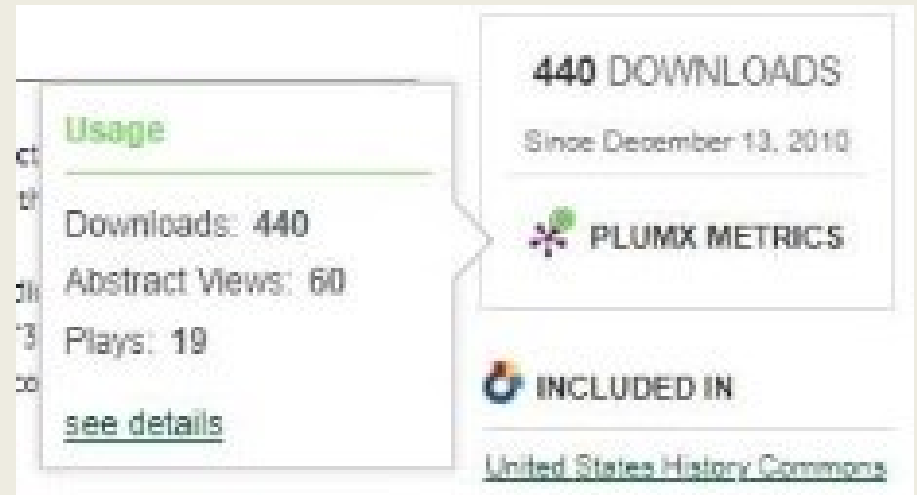 440 DOWNLOADS
Since December 13, 2010
PLUMX METRICS
Usage
Downloads: 440
Abstract Views: 60
Plays: 19
see details
INCLUDED IN
United States History Commons